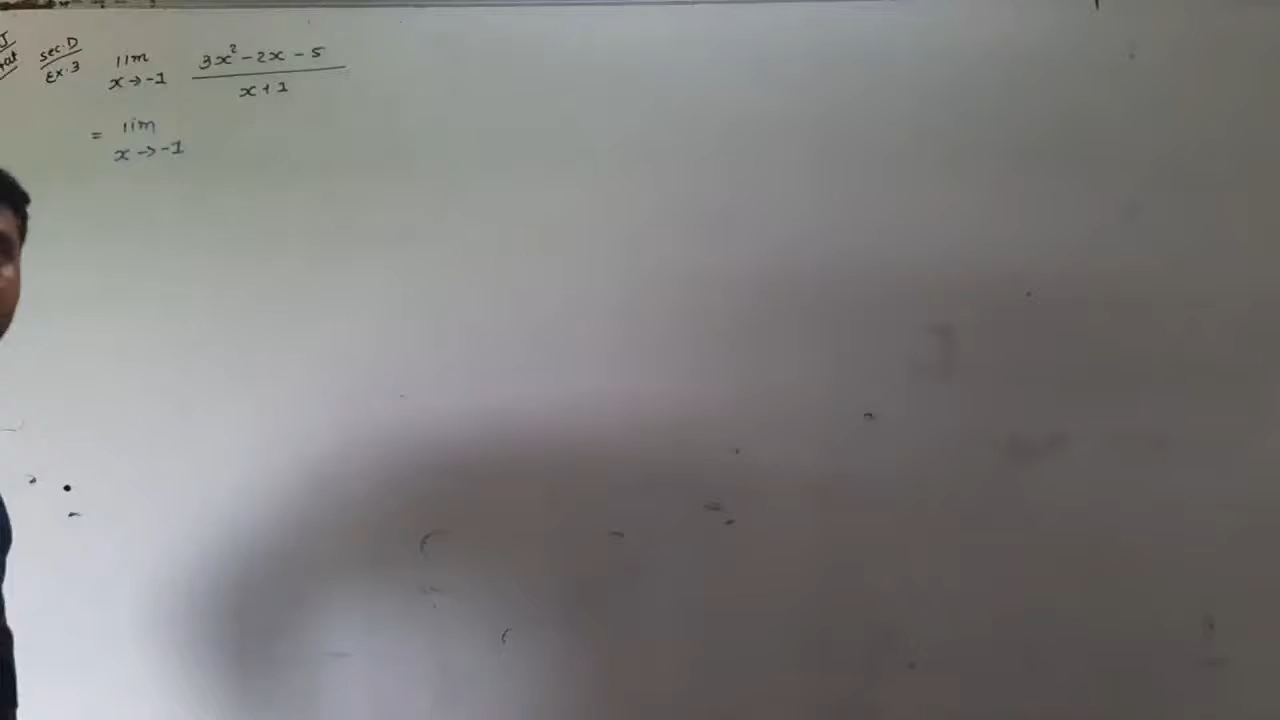 sec.D
Ex.3
lim x→-1 3x²-2x-5 / x+1
= lim x→-1